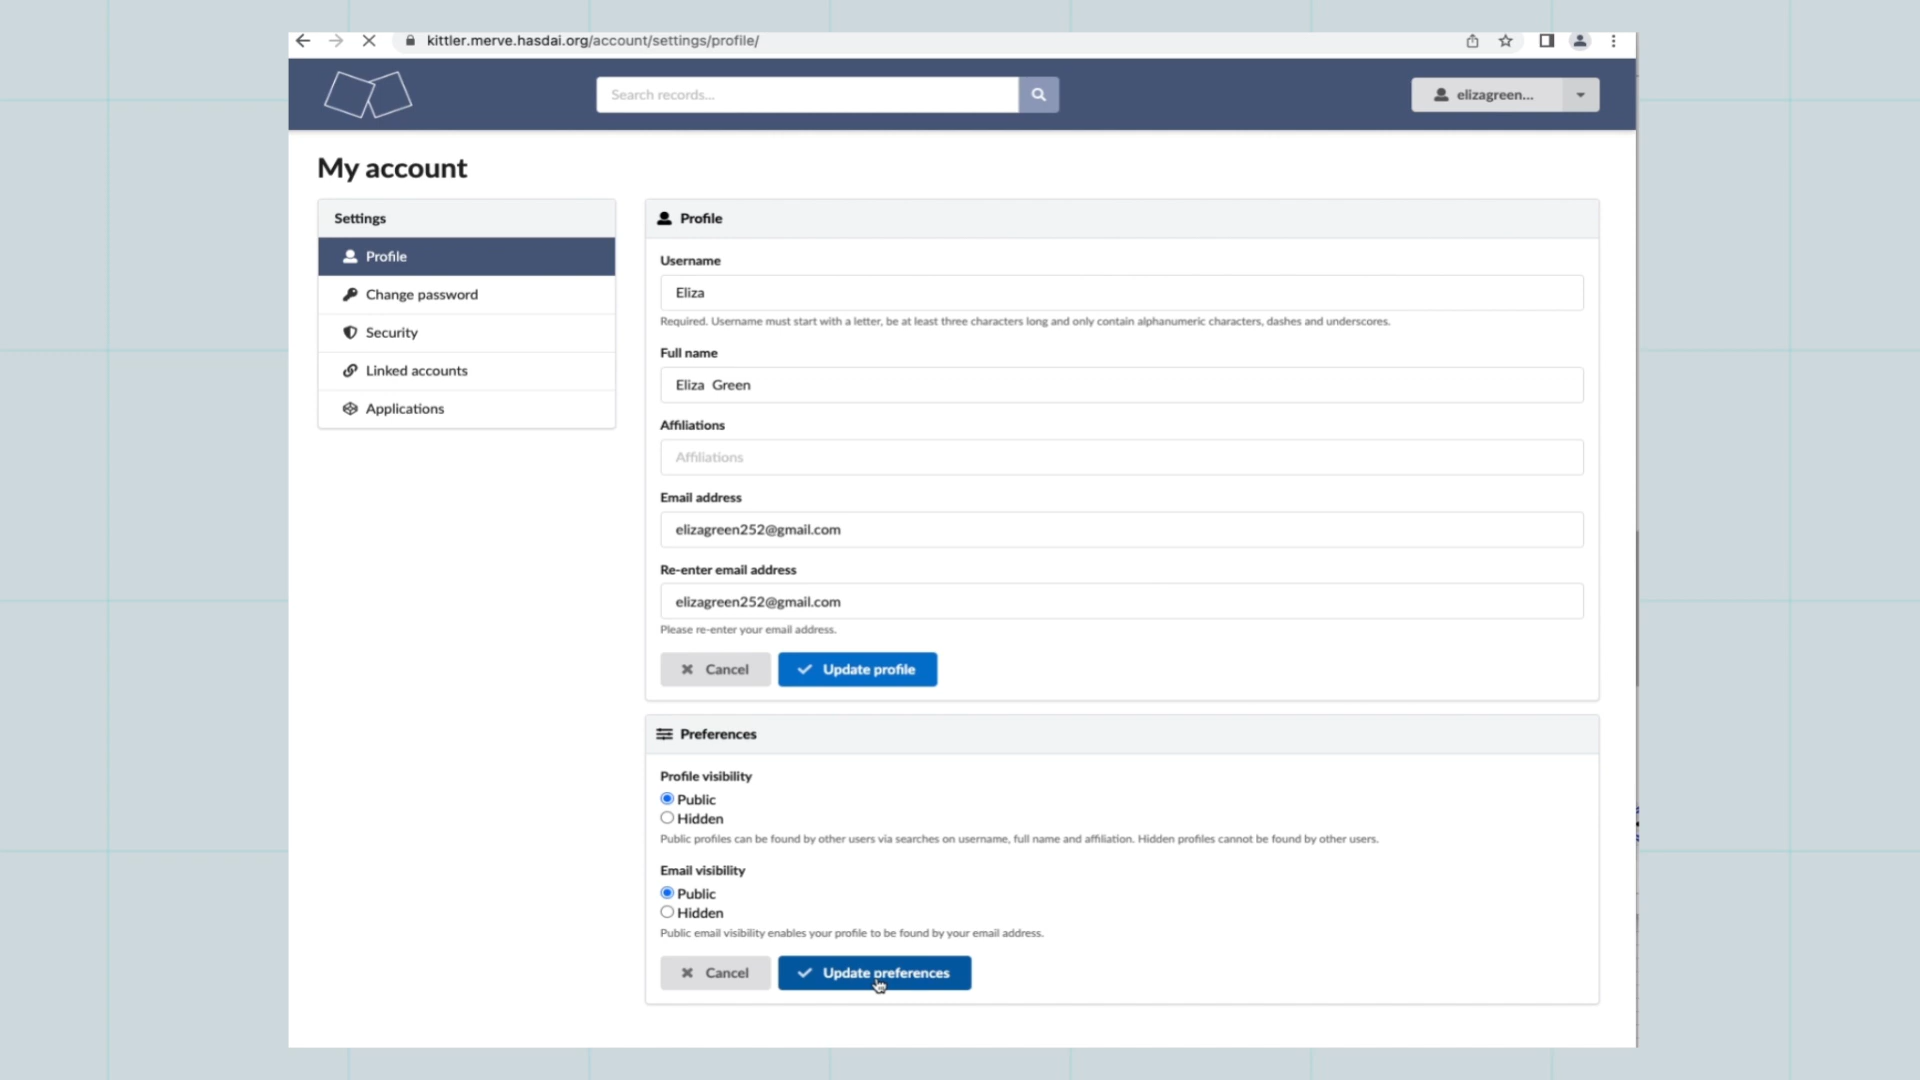 kittler.merve.hasdai.org/account/settings/profile/
Search records...
elizagreen...
My account
Settings
Profile
Change password
Security
Linked accounts
Applications
Profile
Username
Eliza
Required. Username must start with a letter, be at least three characters long and only contain alphanumeric characters, dashes and underscores.
Full name
Eliza  Green
Affiliations
Affiliations
Email address
elizagreen252@gmail.com
Re-enter email address
elizagreen252@gmail.com
Please re-enter your email address.
Cancel
Update profile
Preferences
Profile visibility
Public
Hidden
Public profiles can be found by other users via searches on username, full name and affiliation. Hidden profiles cannot be found by other users.
Email visibility
Public
Hidden
Public email visibility enables your profile to be found by your email address.
Cancel
Update preferences